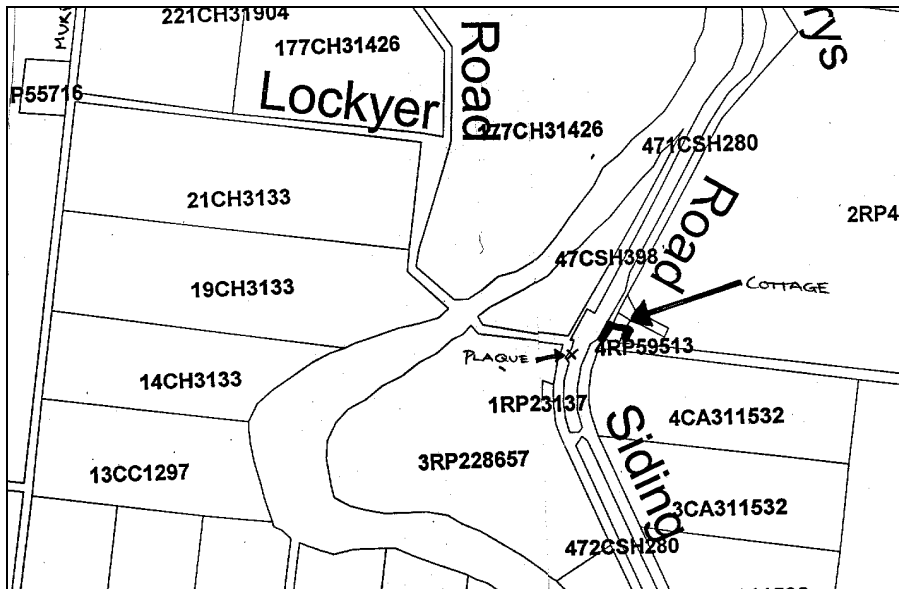 221CH31904
177CH31426
P55716
Lockyer
Road
177CH31426
rys
471CSH280
21CH3133
Road
2RP4
47CSH398
19CH3133
COTTAGE
PLAQUE
4RP59513
14CH3133
1RP23137
4CA311532
Siding
13CC1297
3RP228657
3CA311532
472CSH280